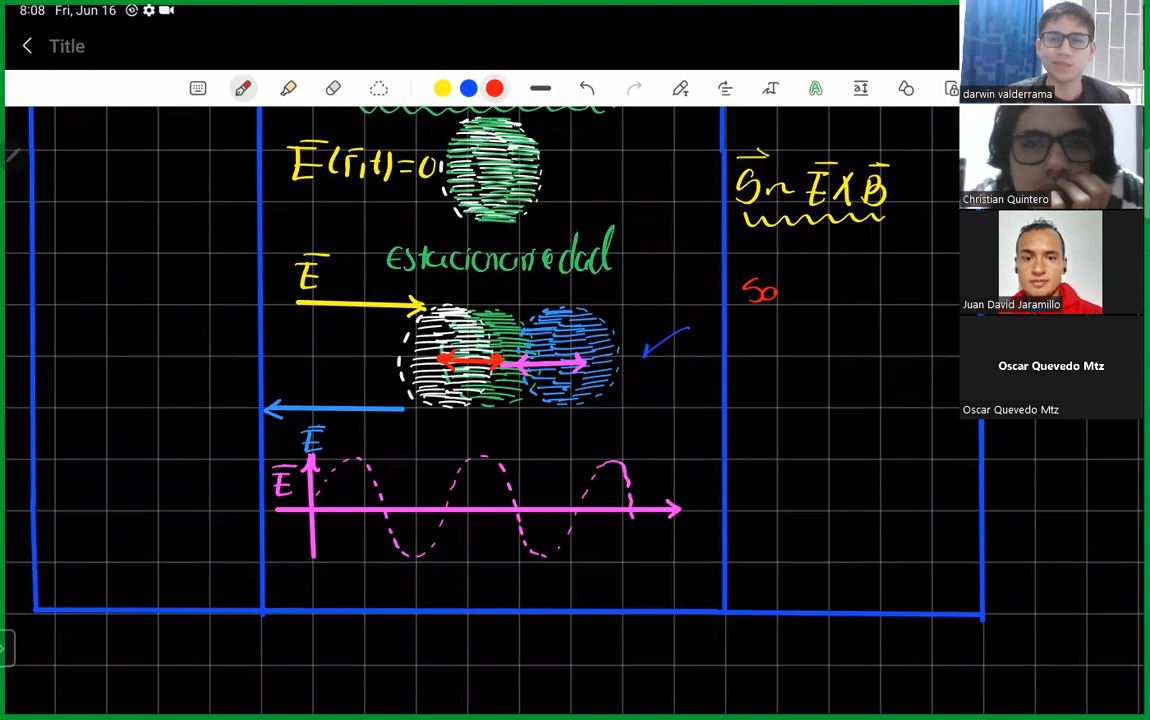 8:08 Fri, Jun 16
Title
E̅(r̅,t)=0
estacionariedad
E̅
E̅
E̅
S⃗ ~ E̅ X B̅
So
darwin valderrama
Christian Quintero
Juan David Jaramillo
Oscar Quevedo Mtz
Oscar Quevedo Mtz